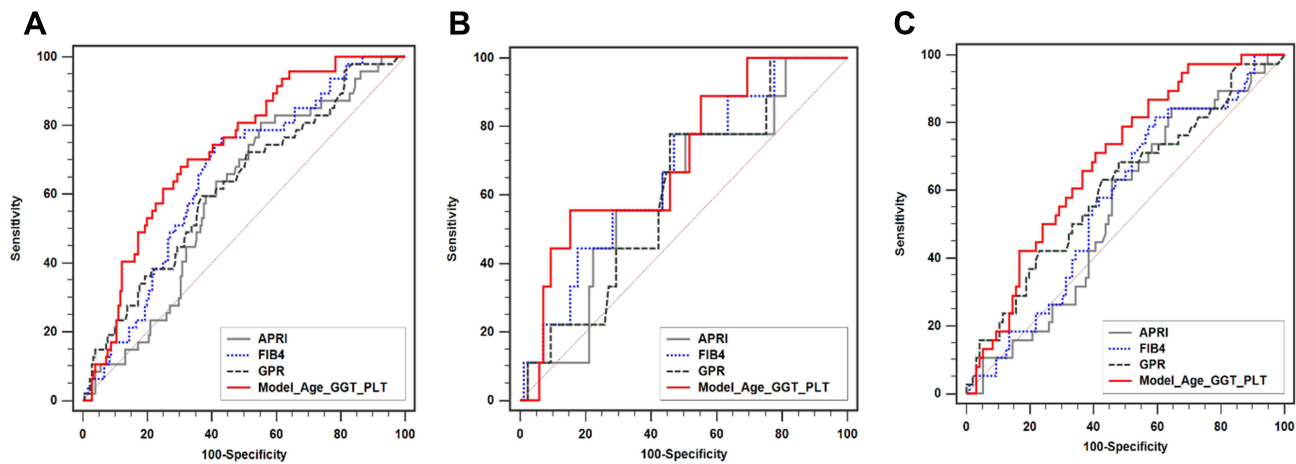 A
100
80
60
40
20
0
Sensitivity
0 20 40 60 80 100
100-Specificity
APRI
FIB4
GPR
Model_Age_GGT_PLT
B
100
80
60
40
20
0
Sensitivity
0 20 40 60 80 100
100-Specificity
APRI
FIB4
GPR
Model_Age_GGT_PLT
C
100
80
60
40
20
0
Sensitivity
0 20 40 60 80 100
100-Specificity
APRI
FIB4
GPR
Model_Age_GGT_PLT